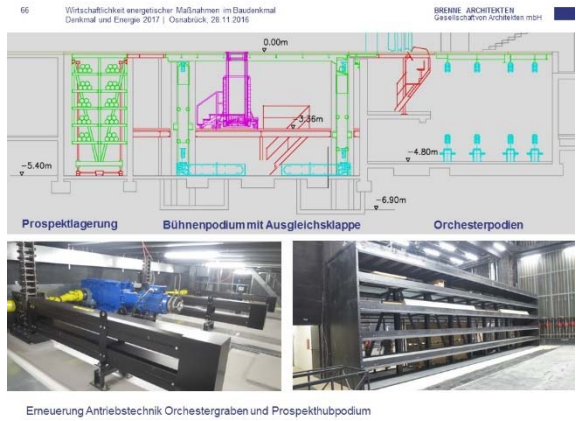 66
Wirtschaftlichkeit energetischer Maßnahmen im Baudenkmal
Denkmal und Energie 2017 | Osnabrück, 28.11.2016
BRENNE ARCHITEKTEN
Gesellschaft von Architekten mbH
0.00m
-3.36m
-5.40m
-4.80m
-6.90m
Prospektlagerung
Bühnenpodium mit Ausgleichsklappe
Orchesterpodien
Erneuerung Antriebstechnik Orchestergraben und Prospekthubpodium